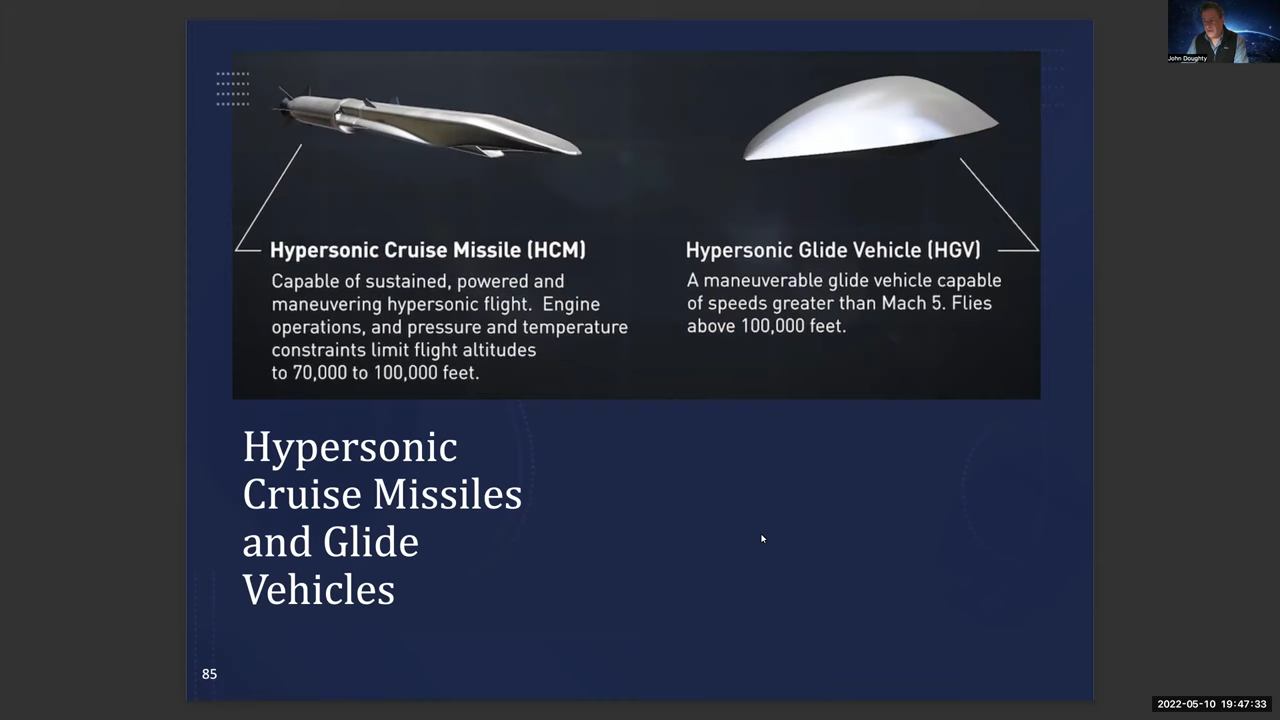 John Doughty
Hypersonic Cruise Missile (HCM)
Capable of sustained, powered and
maneuvering hypersonic flight. Engine
operations, and pressure and temperature
constraints limit flight altitudes
to 70,000 to 100,000 feet.
Hypersonic Glide Vehicle (HGV)
A maneuverable glide vehicle capable
of speeds greater than Mach 5. Flies
above 100,000 feet.
Hypersonic
Cruise Missiles
and Glide
Vehicles
85
2022-05-10 19:47:33